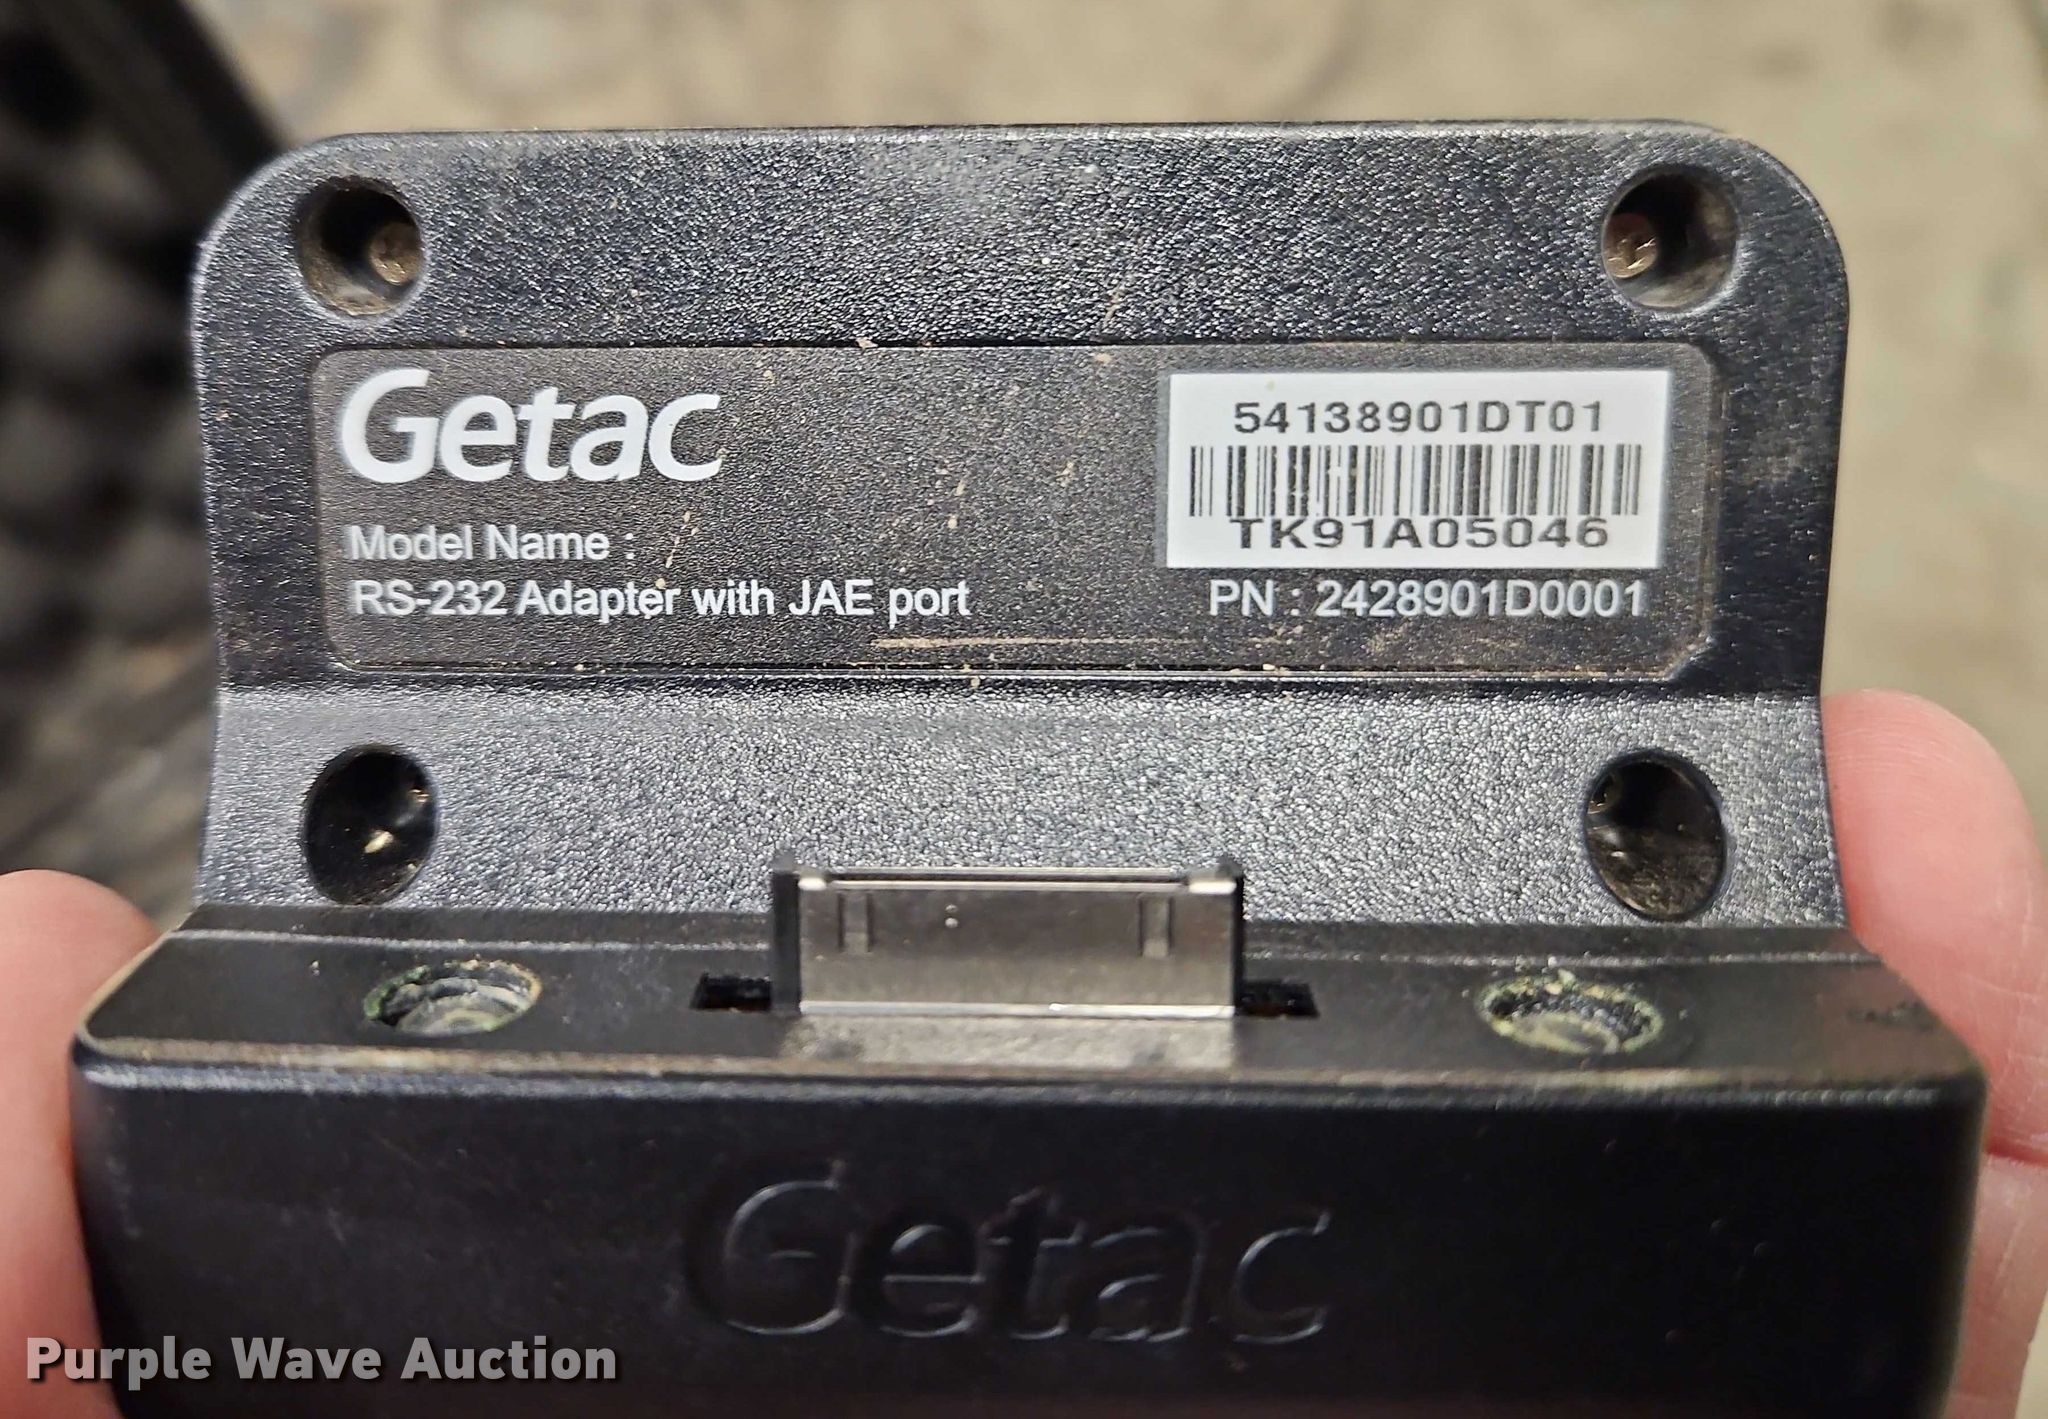 Getac
Model Name :
RS-232 Adapter with JAE port
54138901DT01
TK91A05046
PN : 2428901D0001
Getac
Purple Wave Auction